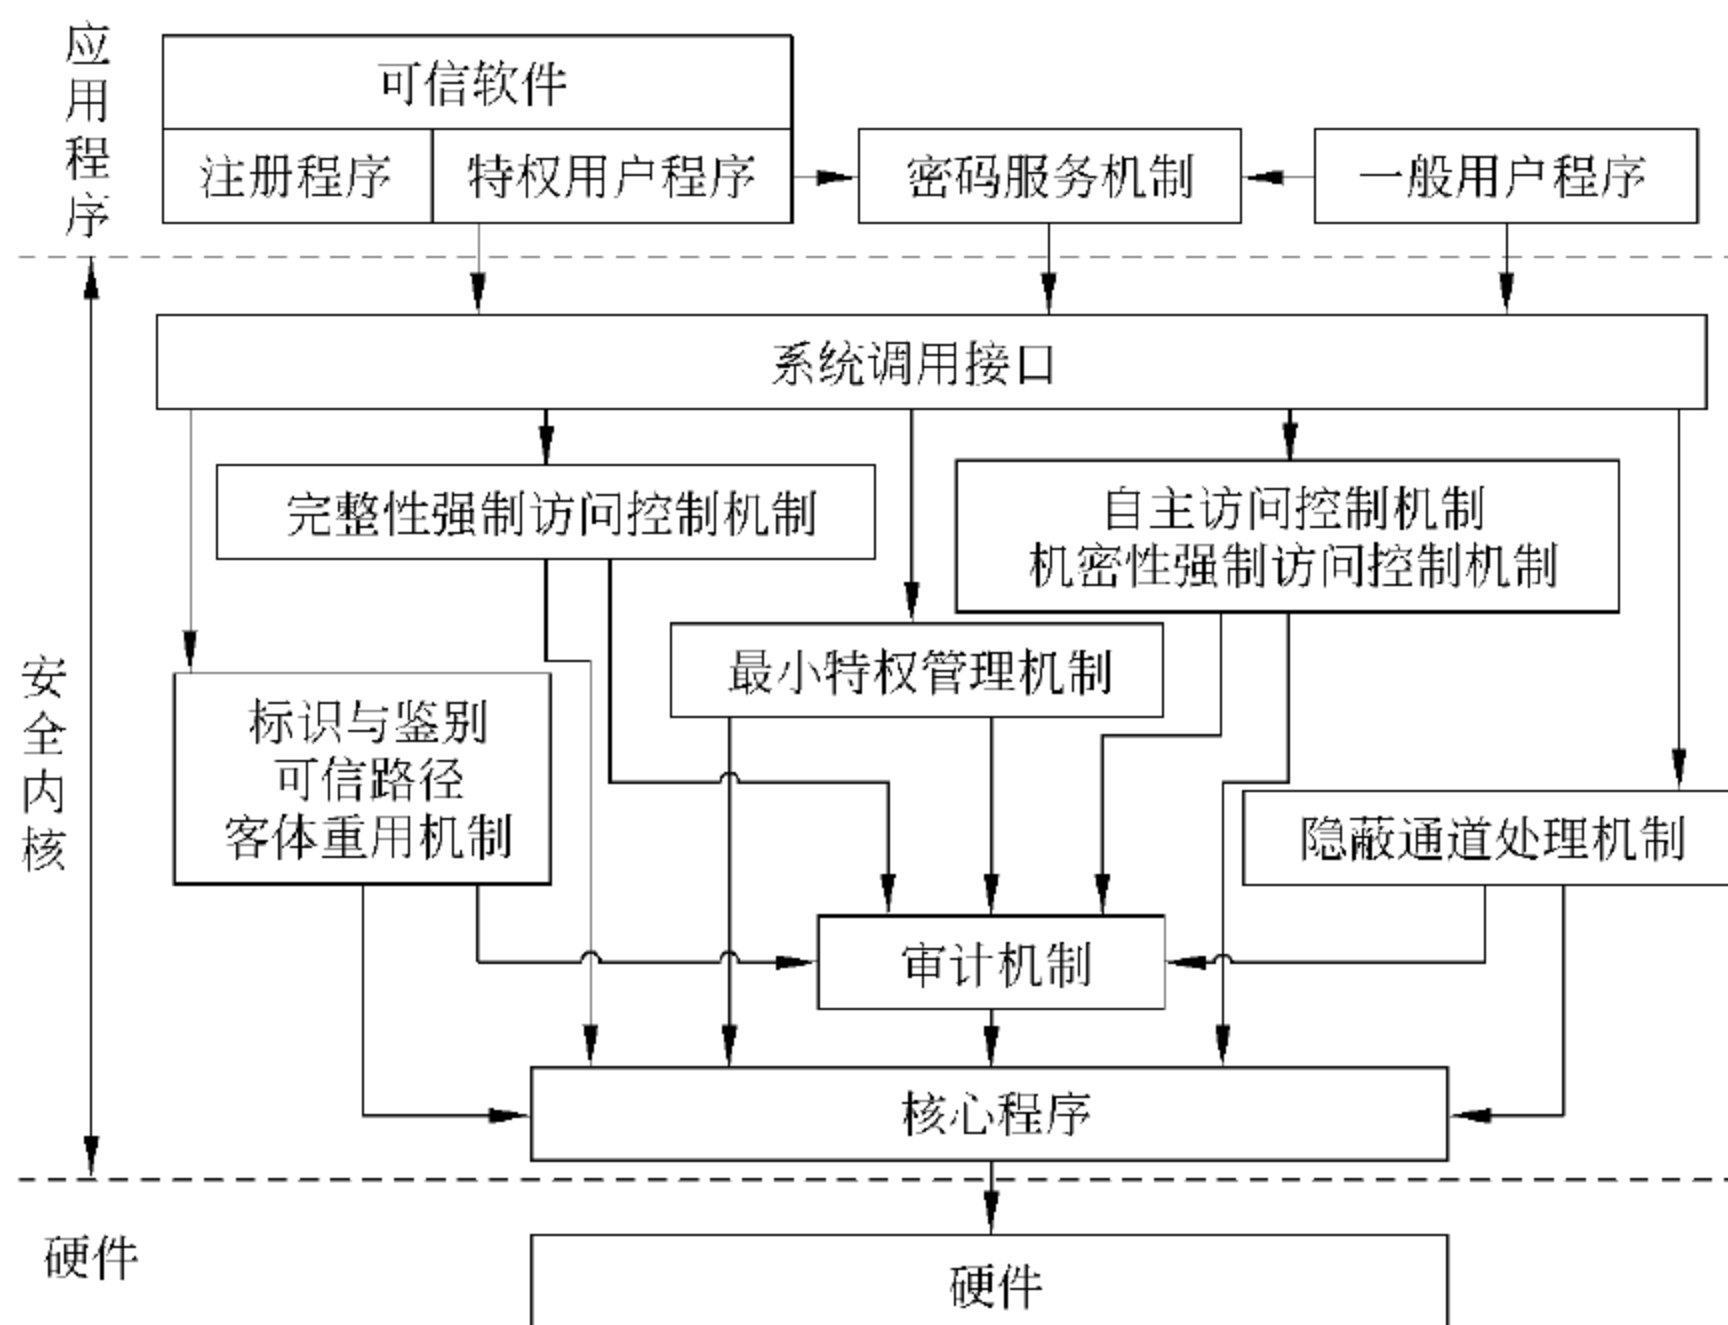 应用程序
可信软件
注册程序
特权用户程序
密码服务机制
一般用户程序
系统调用接口
完整性强制访问控制机制
自主访问控制机制
机密性强制访问控制机制
最小特权管理机制
安全内核
标识与鉴别
可信路径
客体重用机制
隐蔽通道处理机制
审计机制
核心程序
硬件
硬件